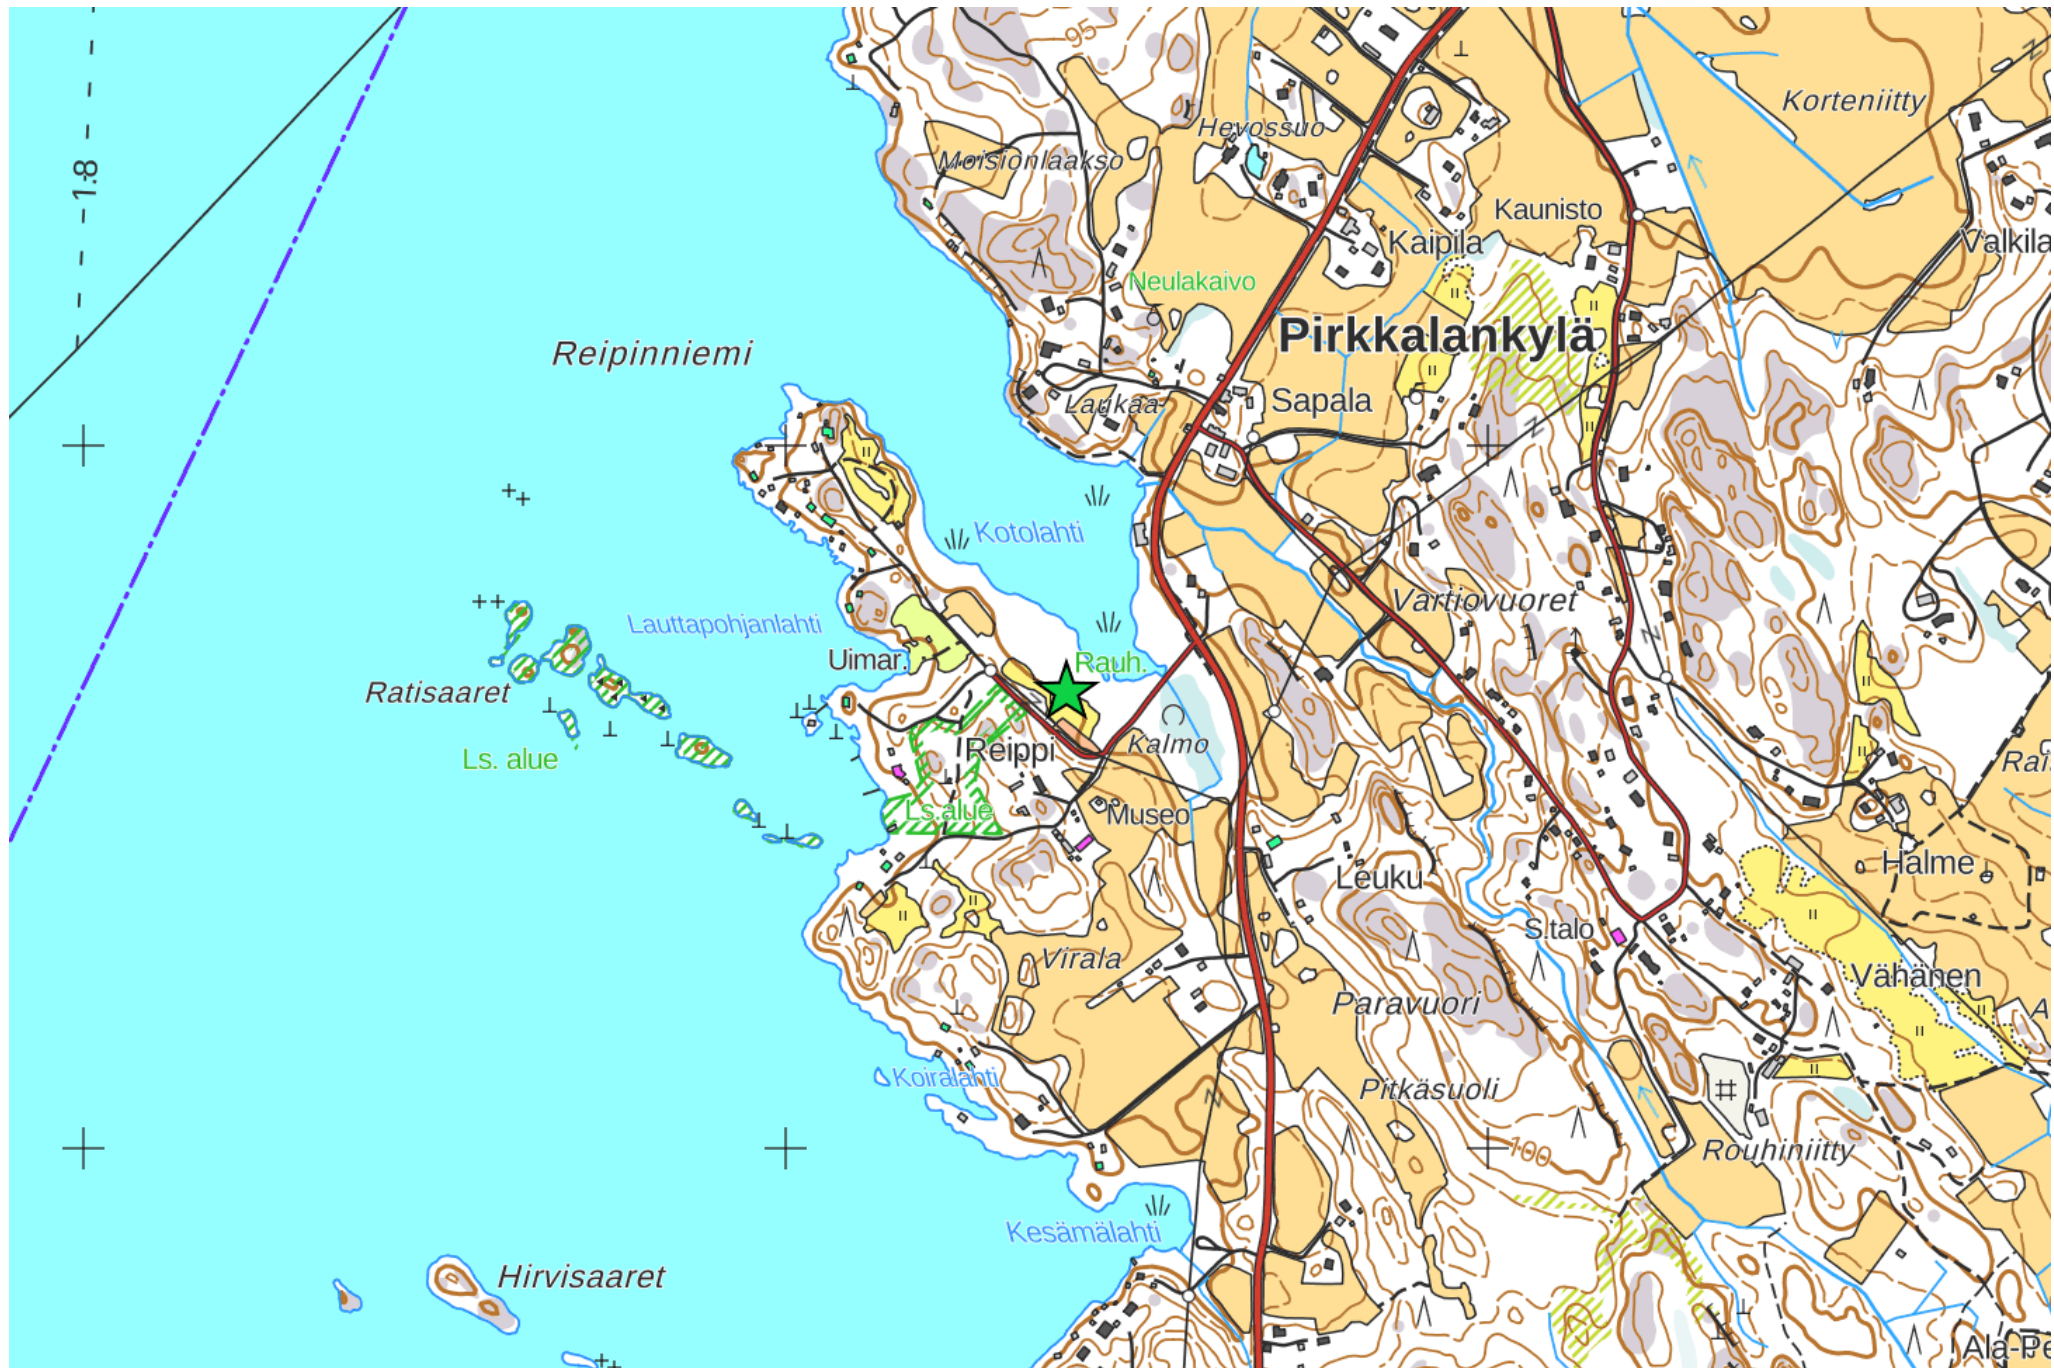 95
Korteniitty
Hevossuo
Moisionlaakso
1.8
Kaunisto
Kaipila
Valkila
Neulakaivo
Pirkkalankylä
Reipinniemi
Laukaa
Sapala
Kotolahti
Vartiovuoret
Lauttapohjanlahti
Uimar.
Rauh.
Ratisaaret
Reippi
Kalmo
Ls. alue
Ls.alue
Museo
Halme
Leuku
S.talo
Virala
Vähänen
Paravuori
Koiralahti
Pitkäsuoli
100
Rouhiniitty
Kesämälahti
Hirvisaaret